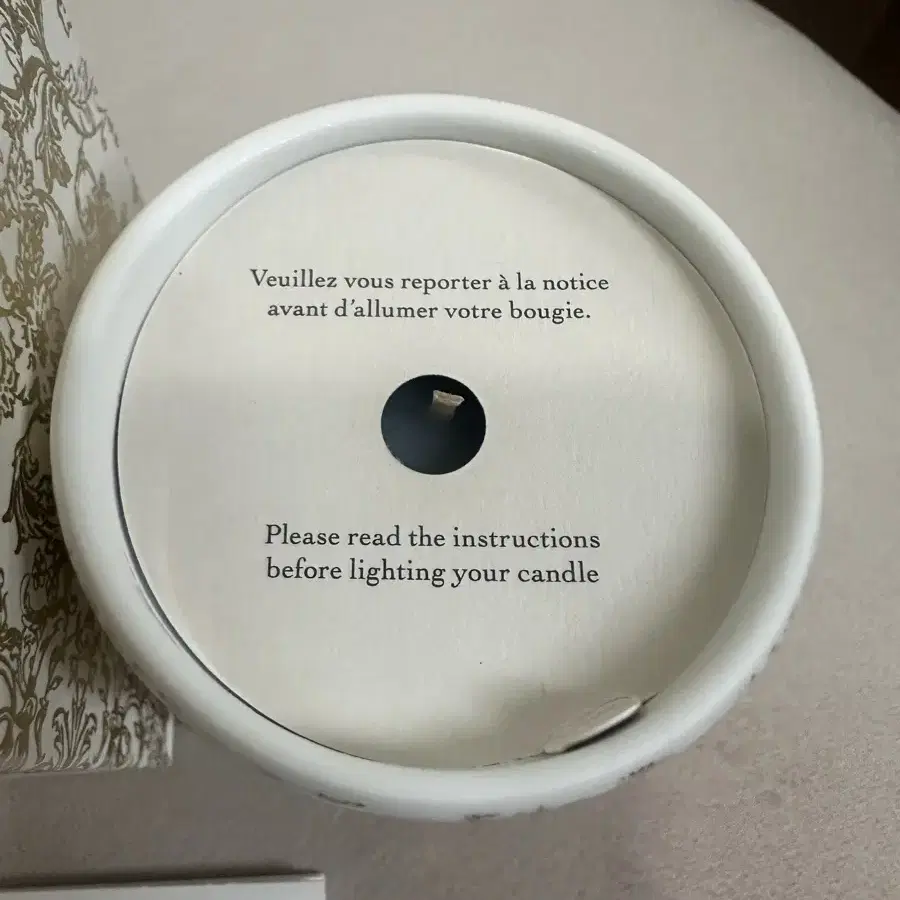 Veuillez vous reporter à la notice
avant d’allumer votre bougie.
Please read the instructions
before lighting your candle